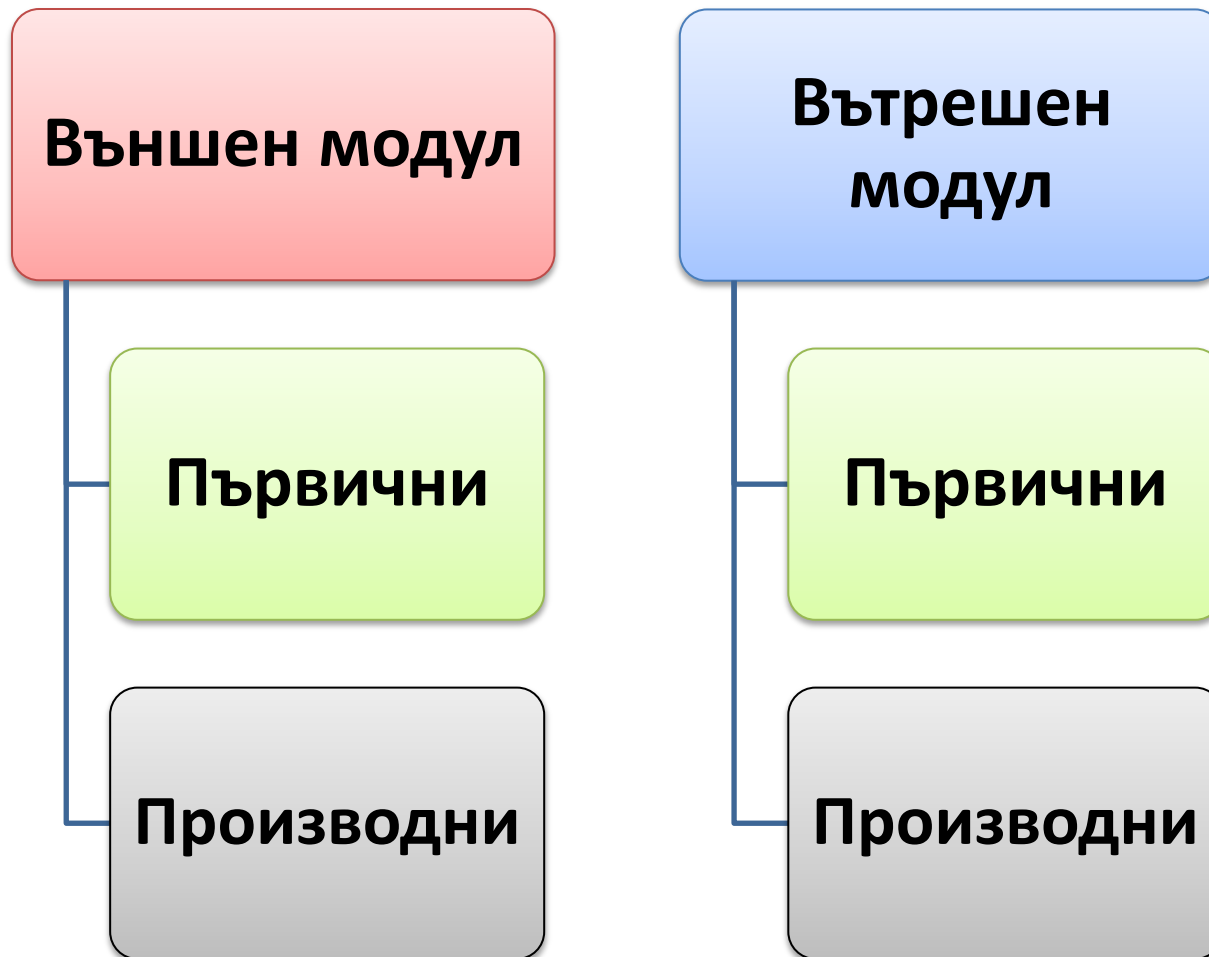 Външен модул
Първични
Производни
Вътрешен
модул
Първични
Производни